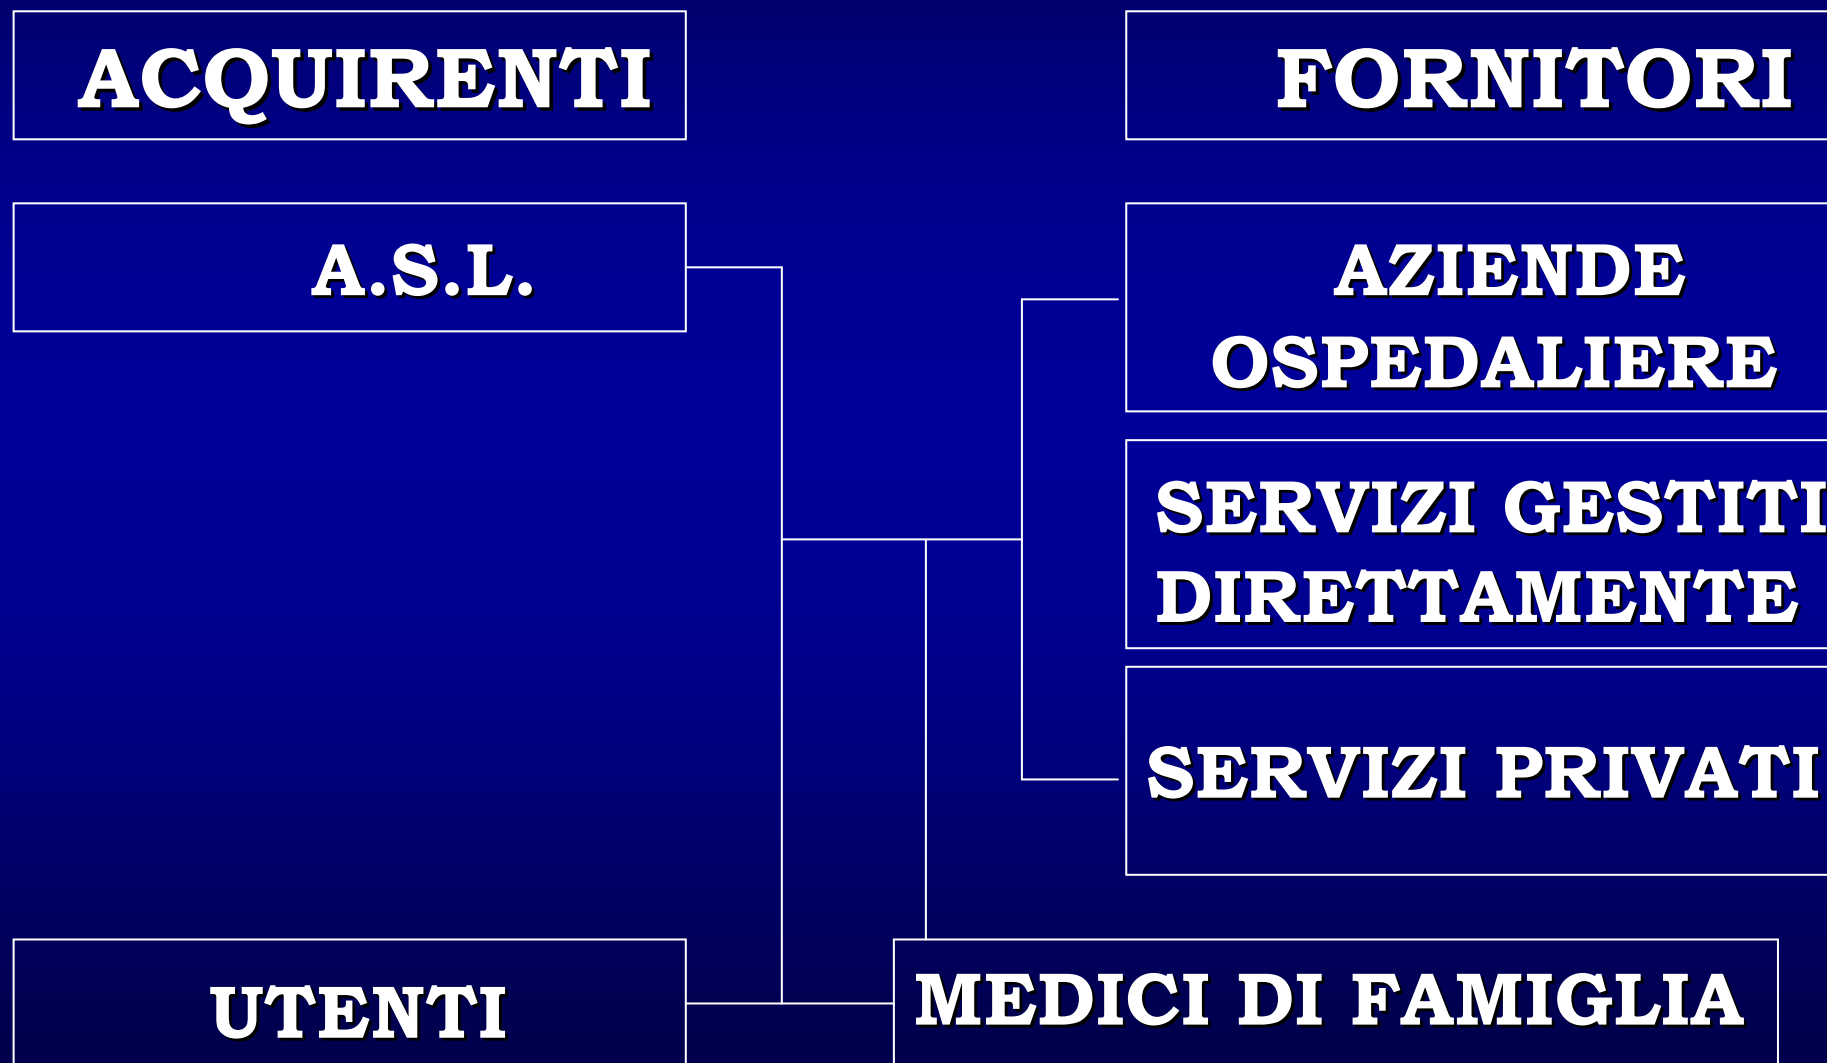 ACQUIRENTI
FORNITORI
A.S.L.
AZIENDE
OSPEDALIERE
SERVIZI GESTITI
DIRETTAMENTE
SERVIZI PRIVATI
UTENTI
MEDICI DI FAMIGLIA